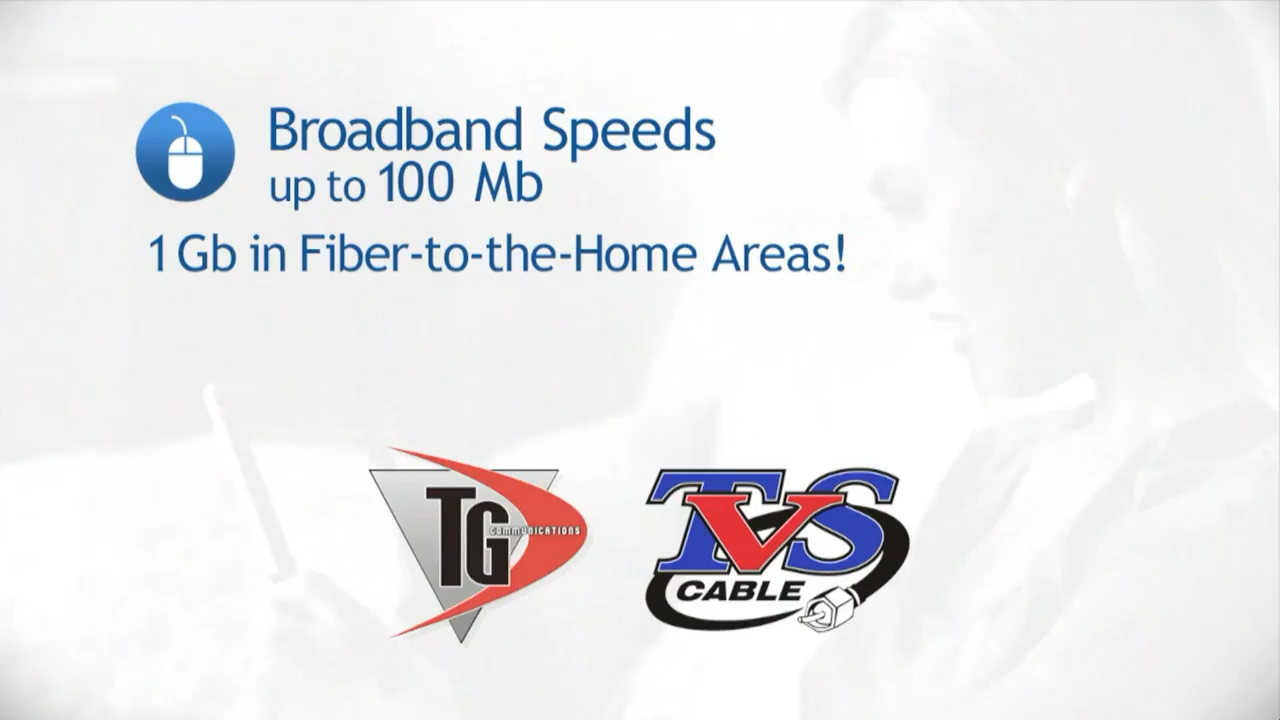 Broadband Speeds
up to 100 Mb
1 Gb in Fiber-to-the-Home Areas!
TG
COMMUNICATIONS
TVS
CABLE